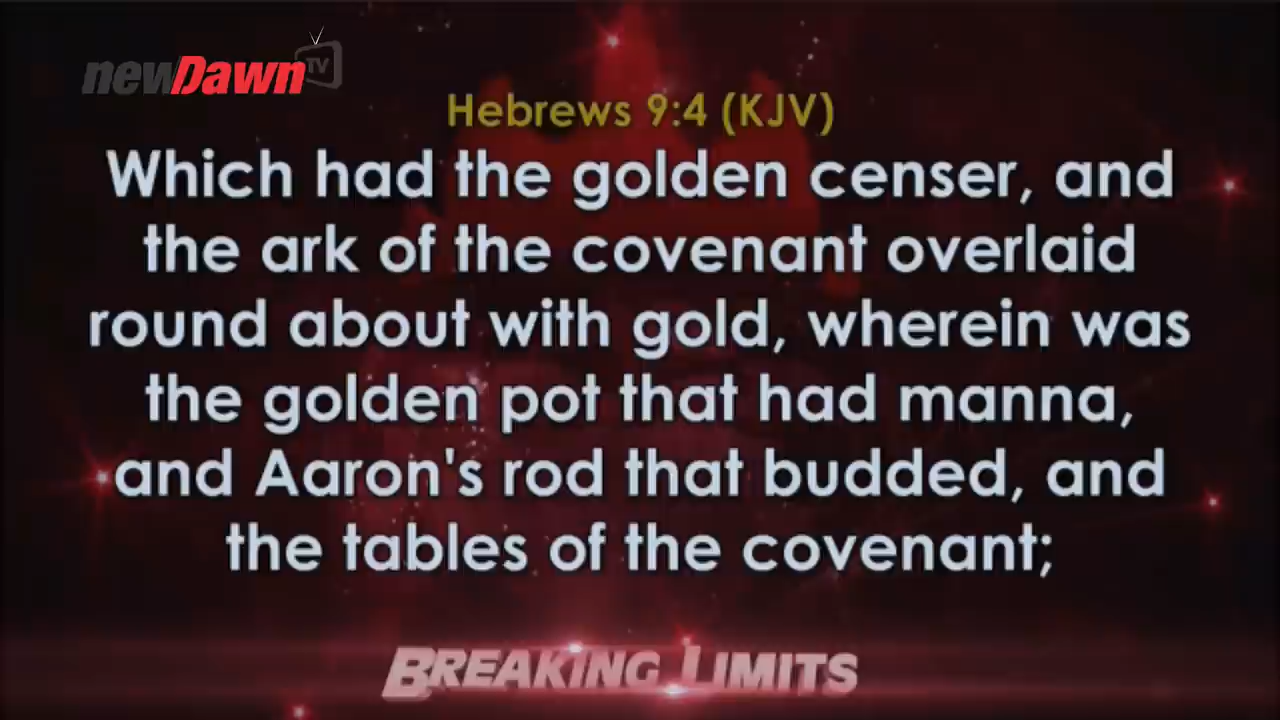 newDawn TV
Hebrews 9:4 (KJV)
Which had the golden censer, and
the ark of the covenant overlaid
round about with gold, wherein was
the golden pot that had manna,
and Aaron's rod that budded, and
the tables of the covenant;
BREAKING LIMITS